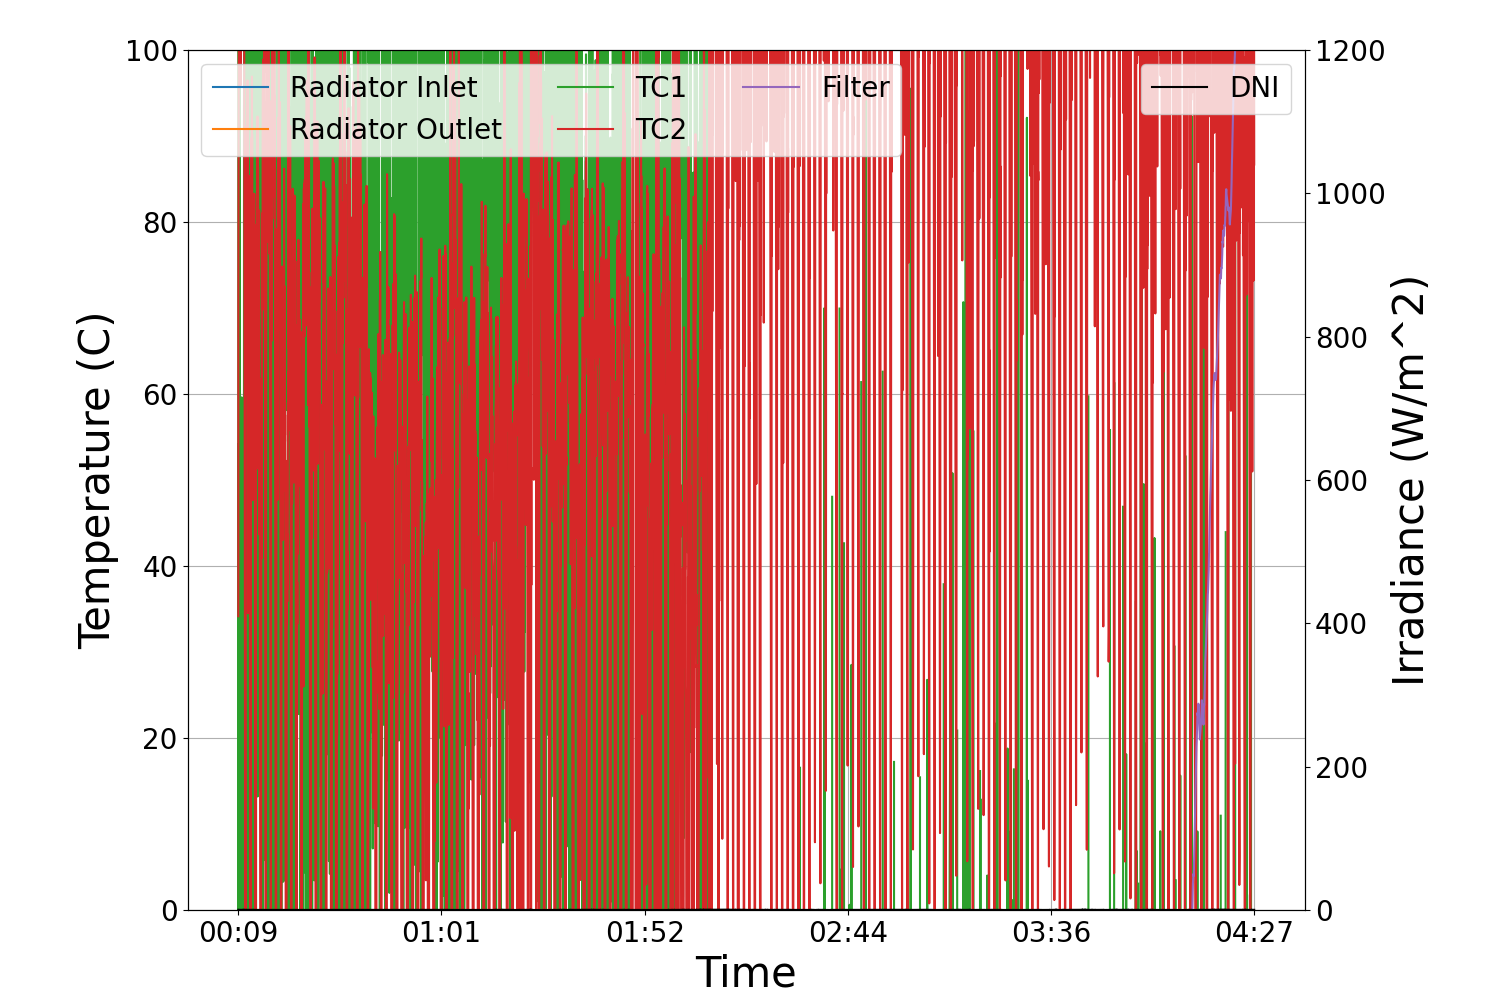 Radiator Inlet
Radiator Outlet
TC1
TC2
Filter
DNI
100
80
60
40
20
0
Temperature (C)
1200
1000
800
600
400
200
0
Irradiance (W/m^2)
00:09 01:01 01:52 02:44 03:36 04:27
Time